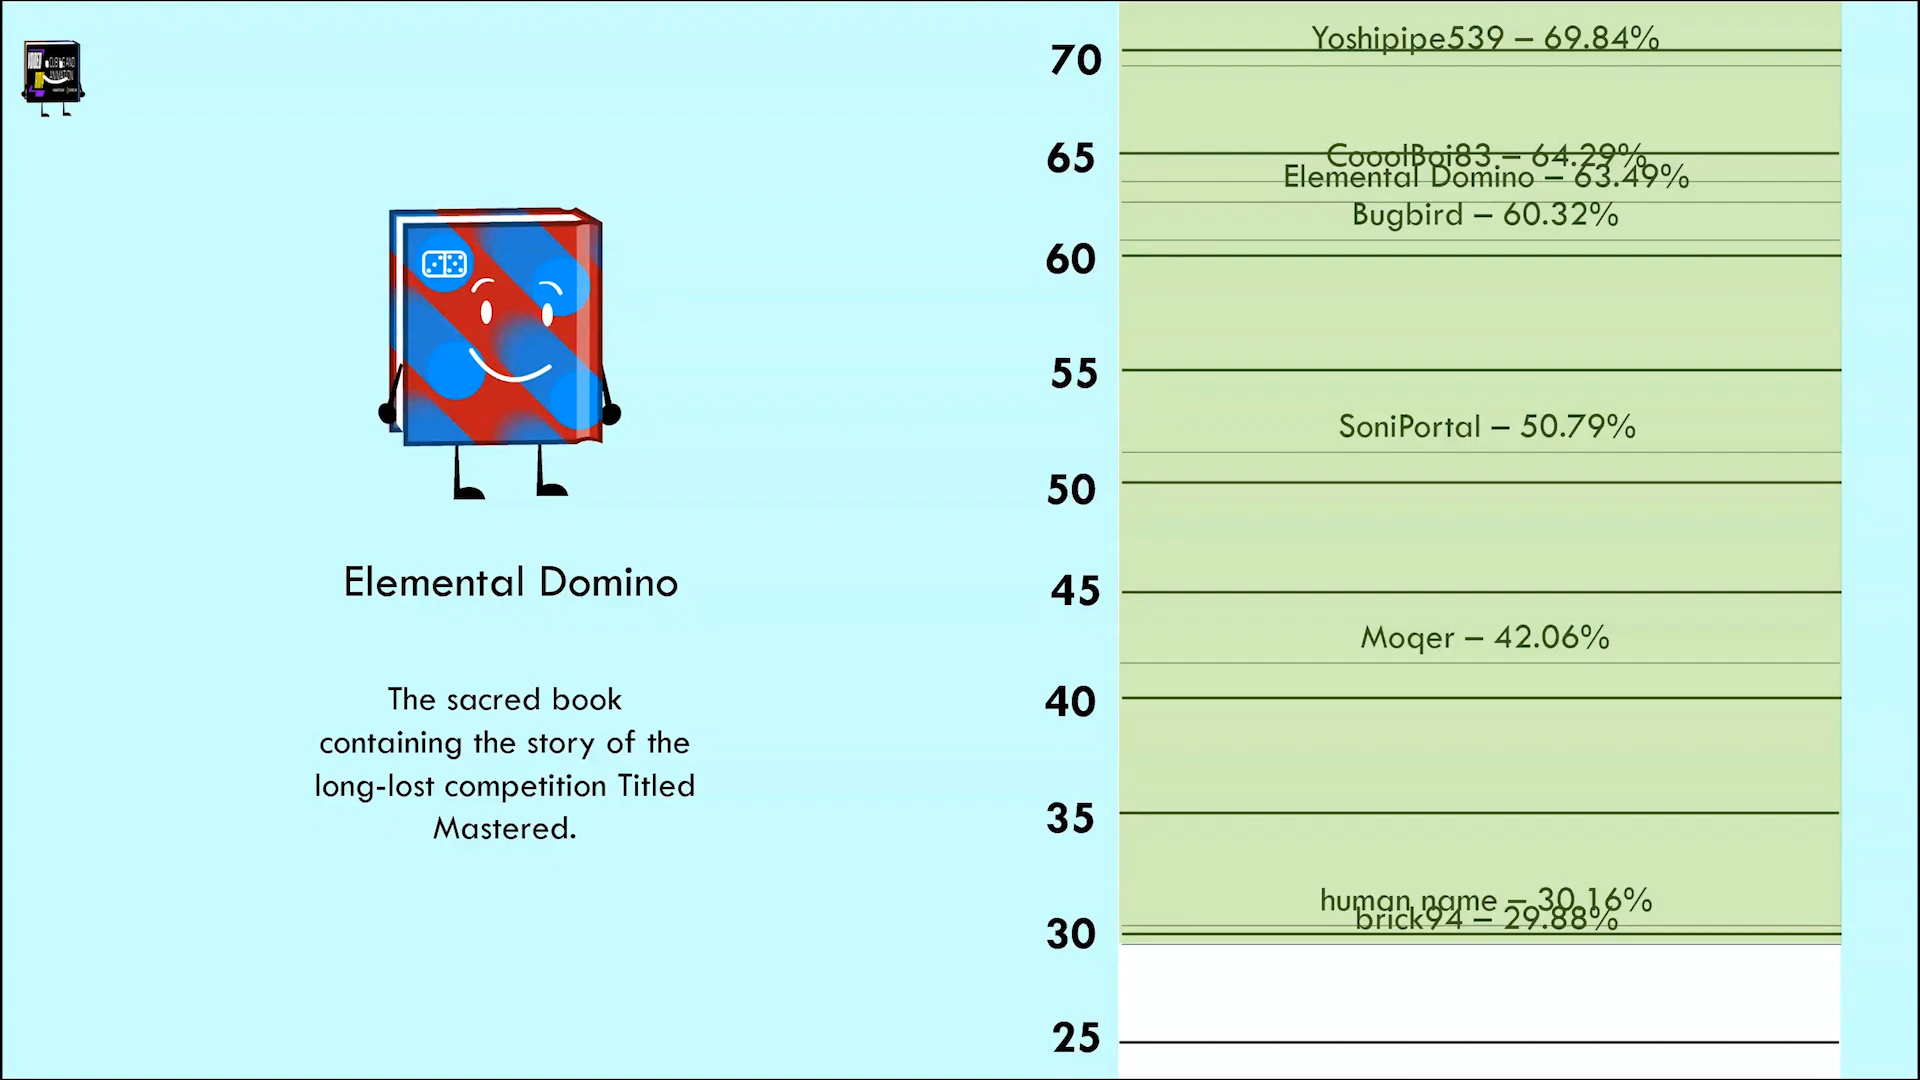 Elemental Domino
The sacred book
containing the story of the
long-lost competition Titled
Mastered.
70
65
60
55
50
45
40
35
30
25
Yoshipipe539 – 69.84%
CooolBoi83 – 64.29%
Elemental Domino – 63.49%
Bugbird – 60.32%
SoniPortal – 50.79%
Moqer – 42.06%
human name – 30.16%
brick94 – 29.88%